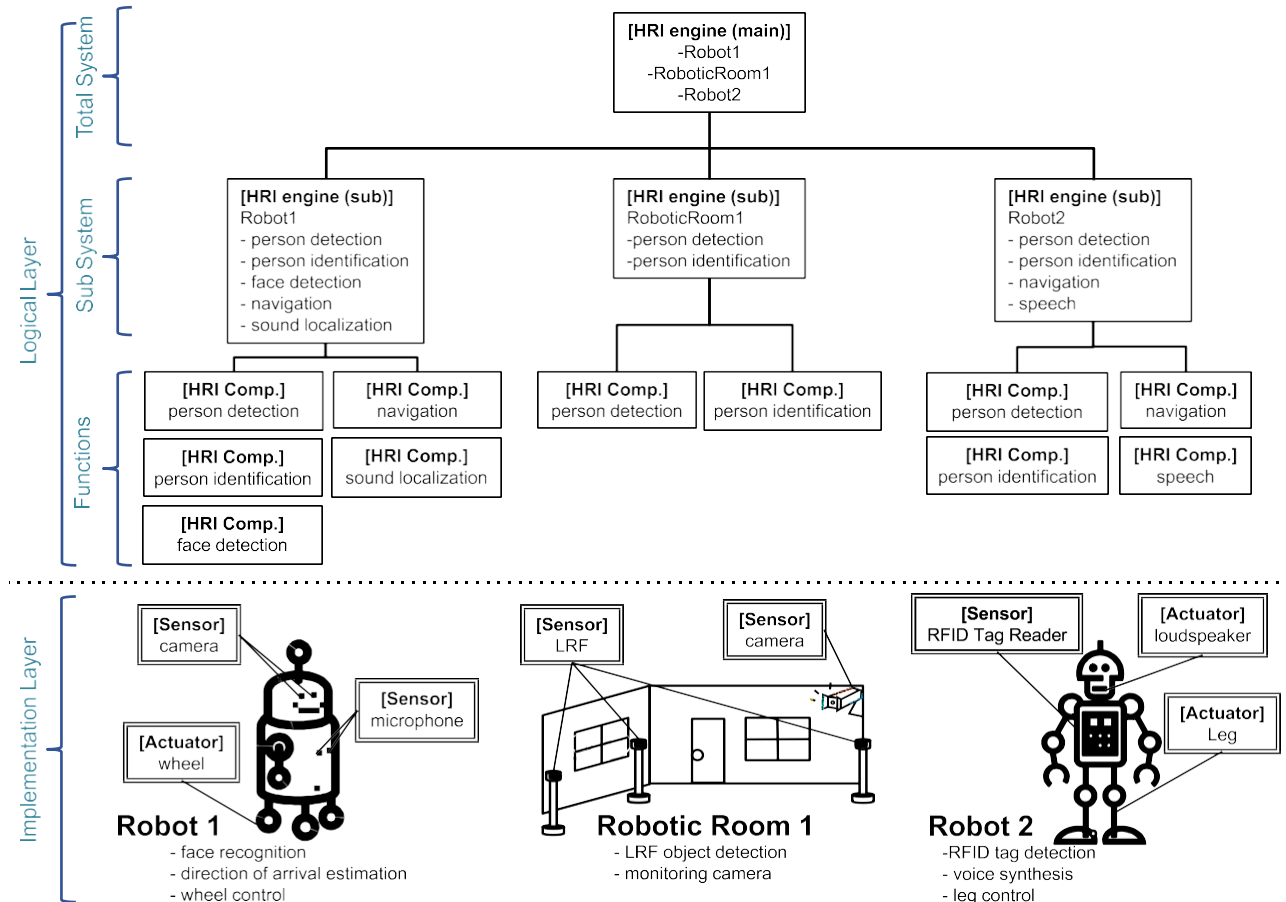 Logical Layer
Total System
[HRI engine (main)]
-Robot1
-RoboticRoom1
-Robot2
Sub System
[HRI engine (sub)]
Robot1
- person detection
- person identification
- face detection
- navigation
- sound localization
[HRI engine (sub)]
RoboticRoom1
-person detection
-person identification
[HRI engine (sub)]
Robot2
- person detection
- person identification
- navigation
- speech
Functions
[HRI Comp.]
person detection
[HRI Comp.]
navigation
[HRI Comp.]
person identification
[HRI Comp.]
sound localization
[HRI Comp.]
face detection
[HRI Comp.]
person detection
[HRI Comp.]
person identification
[HRI Comp.]
person detection
[HRI Comp.]
navigation
[HRI Comp.]
person identification
[HRI Comp.]
speech
Implementation Layer
[Sensor]
camera
[Sensor]
microphone
[Actuator]
wheel
Robot 1
- face recognition
- direction of arrival estimation
- wheel control
[Sensor]
LRF
[Sensor]
camera
Robotic Room 1
- LRF object detection
- monitoring camera
[Sensor]
RFID Tag Reader
[Actuator]
loudspeaker
[Actuator]
Leg
Robot 2
-RFID tag detection
- voice synthesis
- leg control